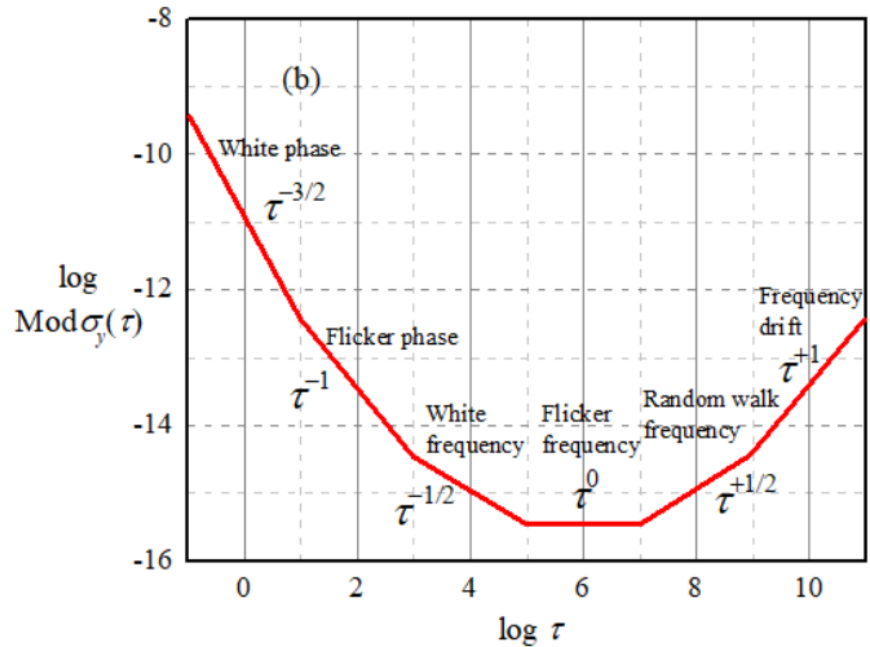 -8
(b)
White phase
-10
τ^{-3/2}
log
Mod σ_y(τ)
-12
Frequency
drift
τ^{+1}
Flicker phase
τ^{-1}
White
frequency
Flicker
frequency
Random walk
frequency
-14
τ^{-1/2}
τ^{0}
τ^{+1/2}
-16
0 2 4 6 8 10
log τ